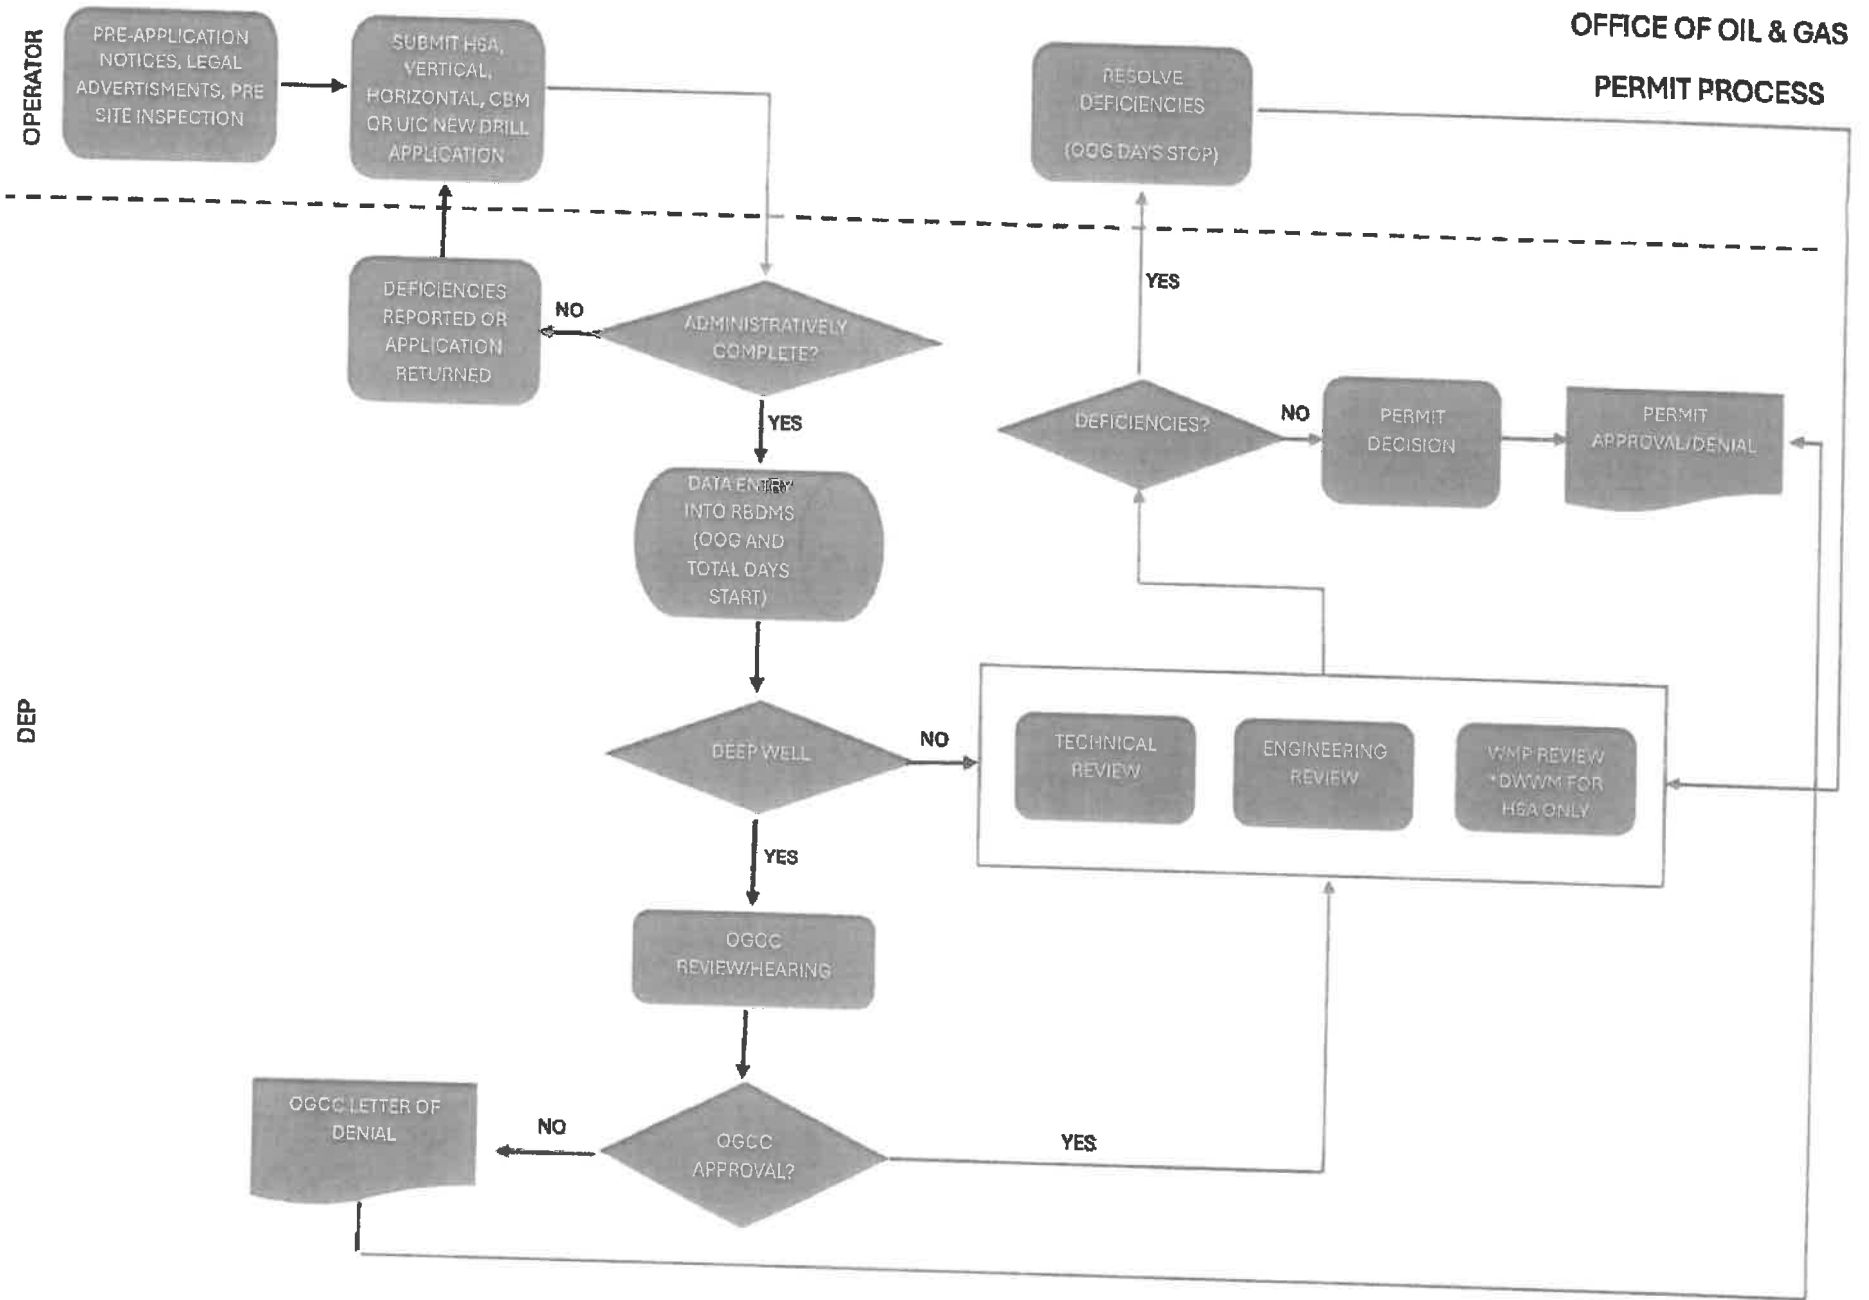 OFFICE OF OIL & GAS
PERMIT PROCESS
OPERATOR
PRE-APPLICATION
NOTICES, LEGAL
ADVERTISMENTS, PRE
SITE INSPECTION
SUBMIT H6A,
VERTICAL,
HORIZONTAL, CBM
OR UIC NEW DRILL
APPLICATION
RESOLVE
DEFICIENCIES
(OOG DAYS STOP)
DEP
DEFICIENCIES
REPORTED OR
APPLICATION
RETURNED
NO
ADMINISTRATIVELY
COMPLETE?
YES
DATA ENTRY
INTO RBDMS
(OOG AND
TOTAL DAYS
START)
DEEP WELL
NO
YES
TECHNICAL
REVIEW
ENGINEERING
REVIEW
WMP REVIEW
*DWWM FOR
H6A ONLY
DEFICIENCIES?
YES
NO
PERMIT
DECISION
PERMIT
APPROVAL/DENIAL
OGCC
REVIEW/HEARING
OGCC
APPROVAL?
NO
YES
OGCC LETTER OF
DENIAL